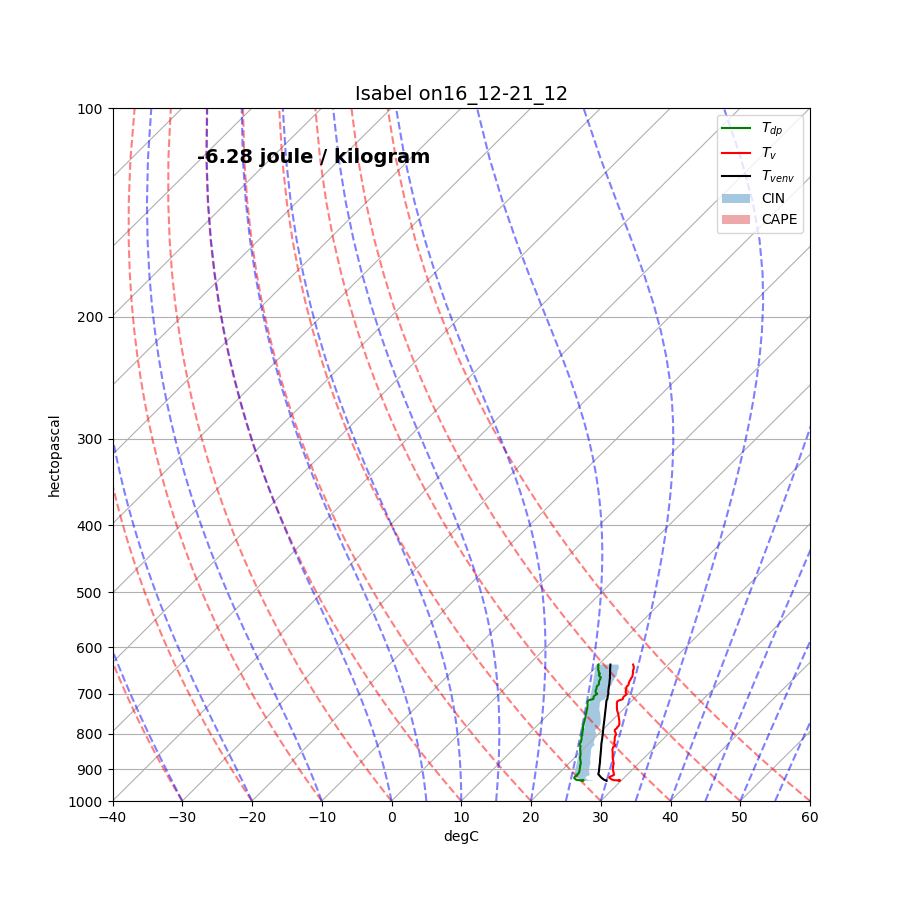 Isabel on16_12-21_12
-6.28 joule / kilogram
T_dp
T_v
T_venv
CIN
CAPE
100
200
300
400
500
600
700
800
900
1000
hectopascal
−40 −30 −20 −10 0 10 20 30 40 50 60
degC